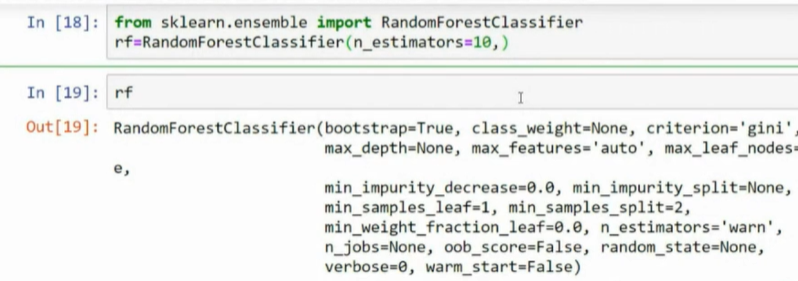 In [18]: from sklearn.ensemble import RandomForestClassifier
rf=RandomForestClassifier(n_estimators=10,)
In [19]: rf
Out[19]: RandomForestClassifier(bootstrap=True, class_weight=None, criterion='gini',
max_depth=None, max_features='auto', max_leaf_nodes=
e,
min_impurity_decrease=0.0, min_impurity_split=None,
min_samples_leaf=1, min_samples_split=2,
min_weight_fraction_leaf=0.0, n_estimators='warn',
n_jobs=None, oob_score=False, random_state=None,
verbose=0, warm_start=False)